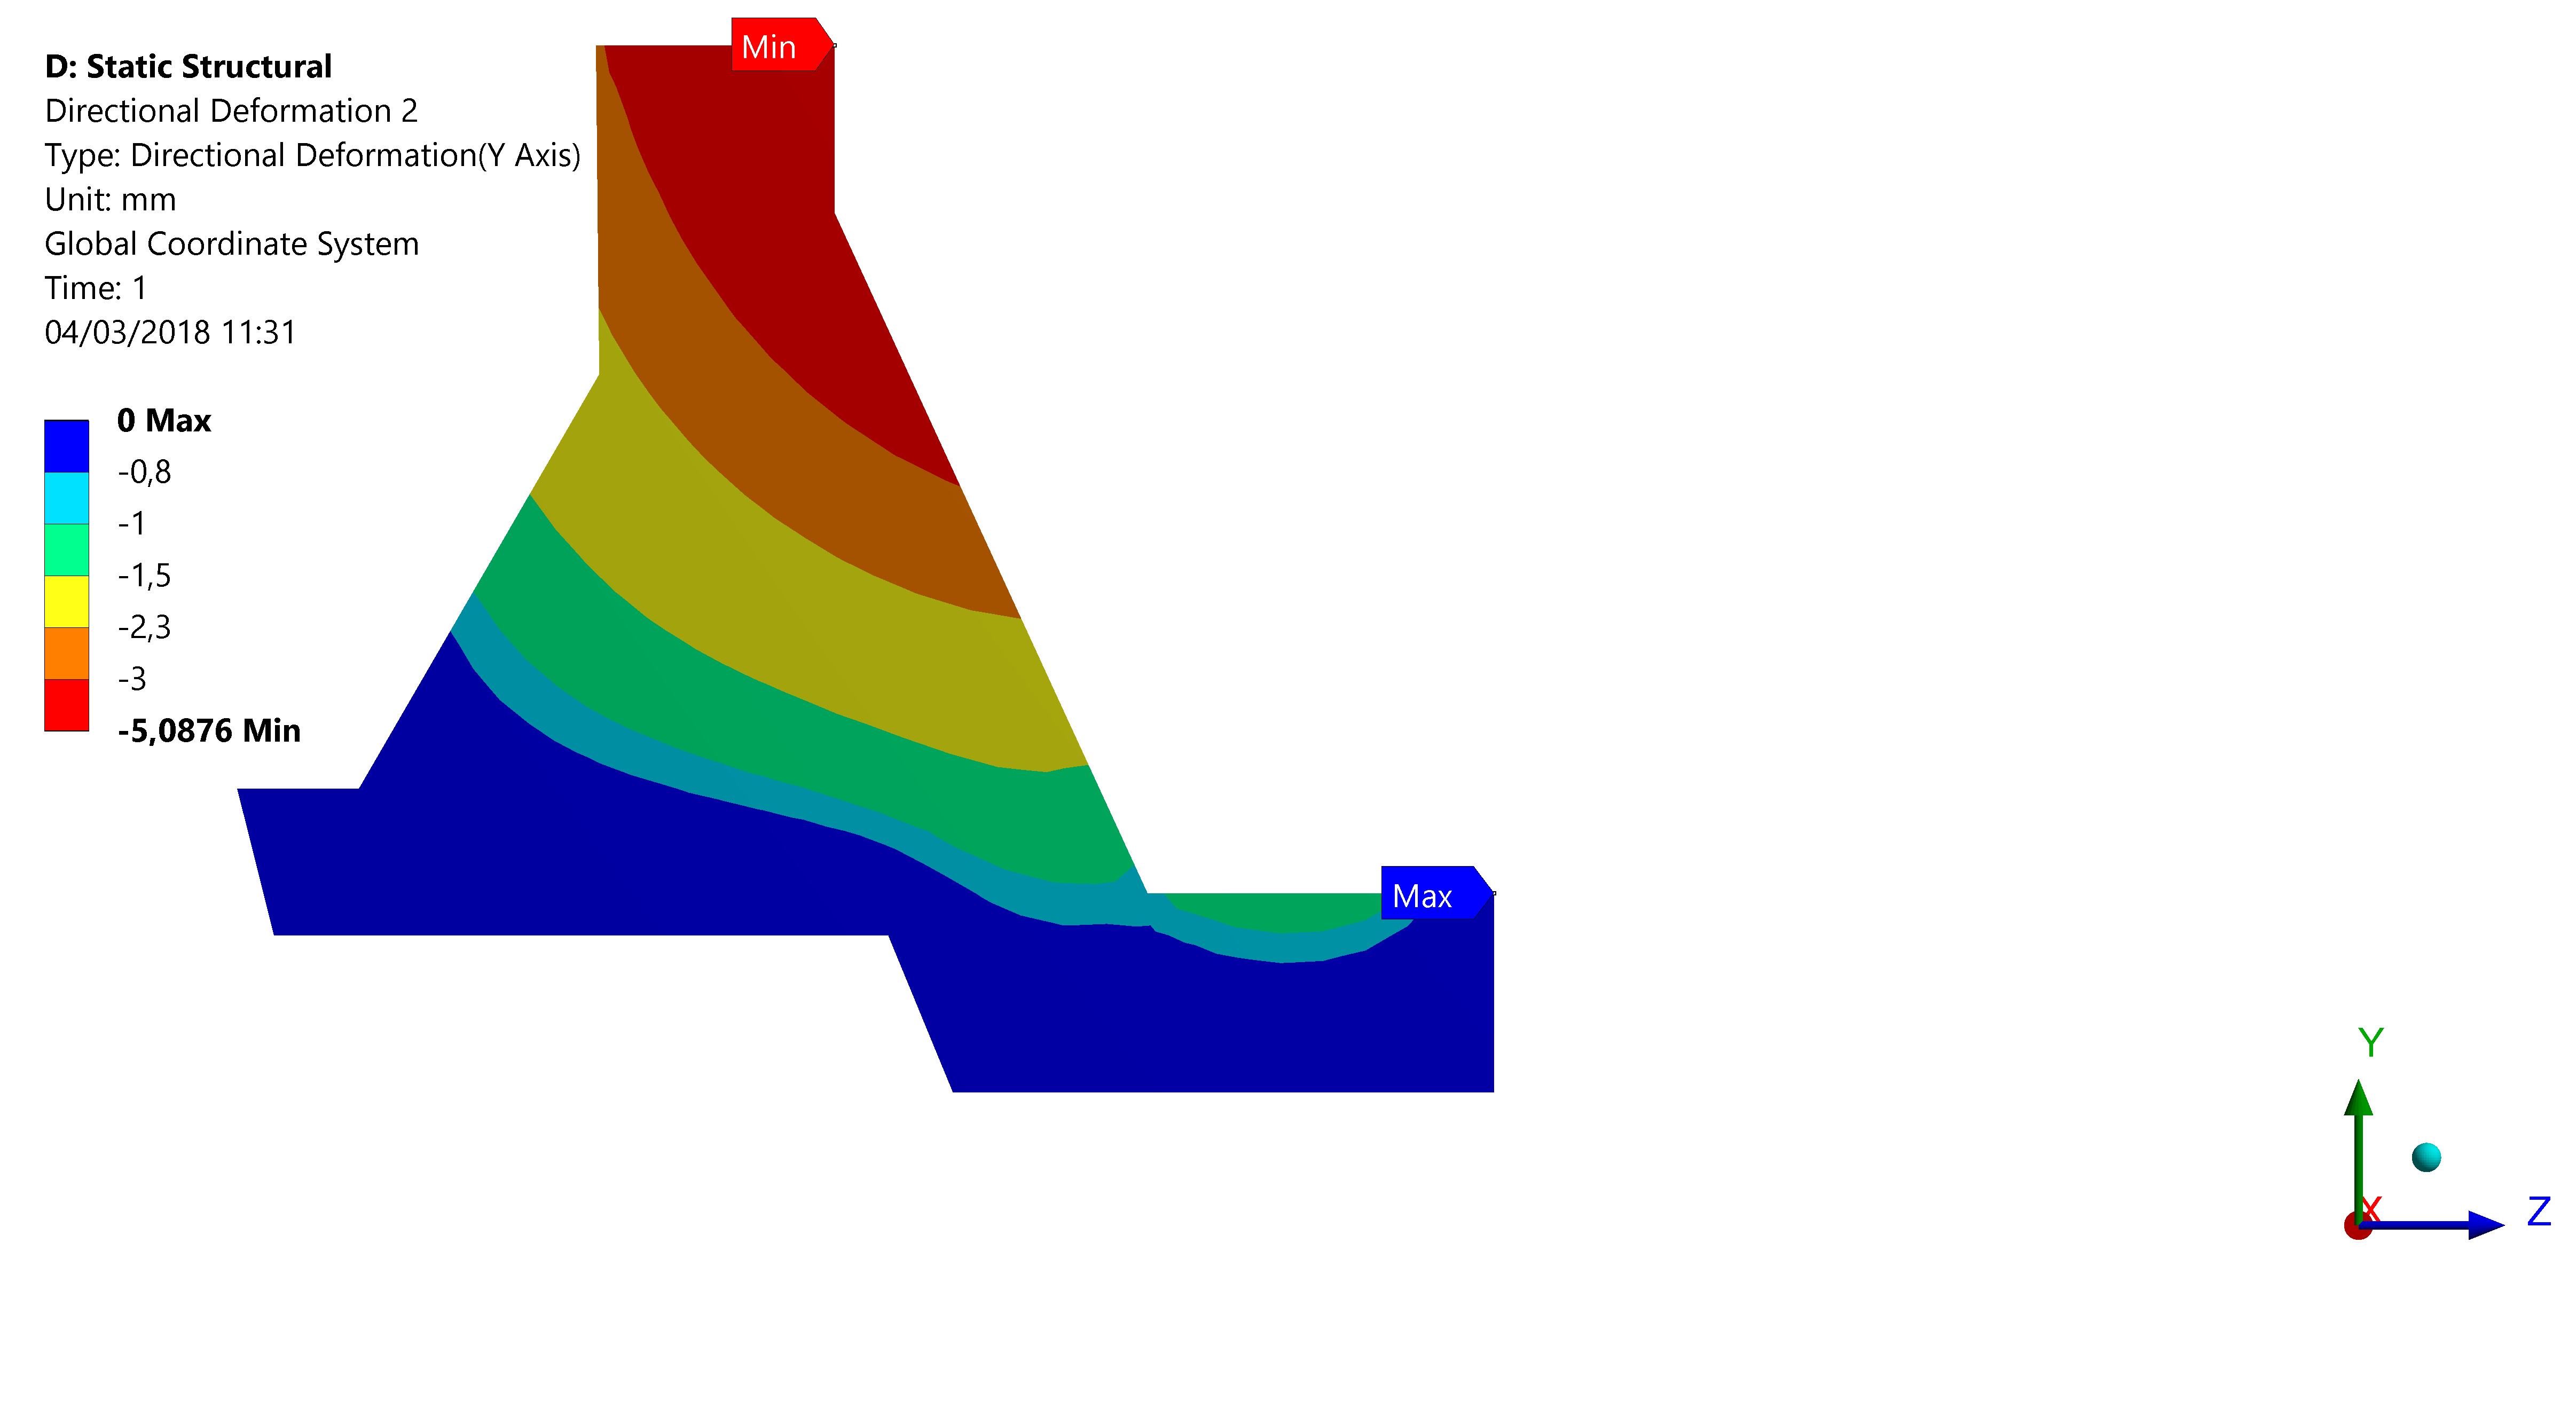 Min
D: Static Structural
Directional Deformation 2
Type: Directional Deformation(Y Axis)
Unit: mm
Global Coordinate System
Time: 1
04/03/2018 11:31
0 Max
-0,8
-1
-1,5
-2,3
-3
-5,0876 Min
Max
Y
X
Z